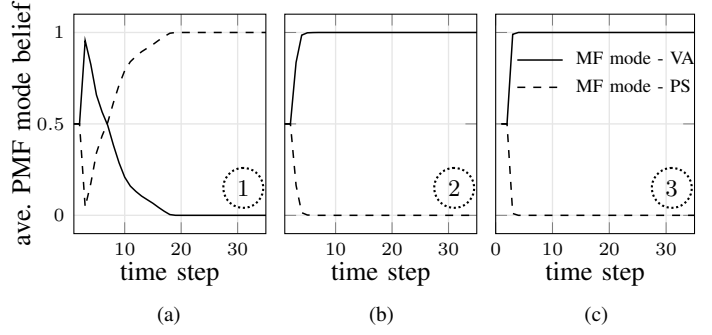 ave. PMF mode belief
1
0.5
0
10 20 30
time step
1
(a)
10 20 30
time step
2
(b)
MF mode - VA
MF mode - PS
0 10 20 30
time step
3
(c)